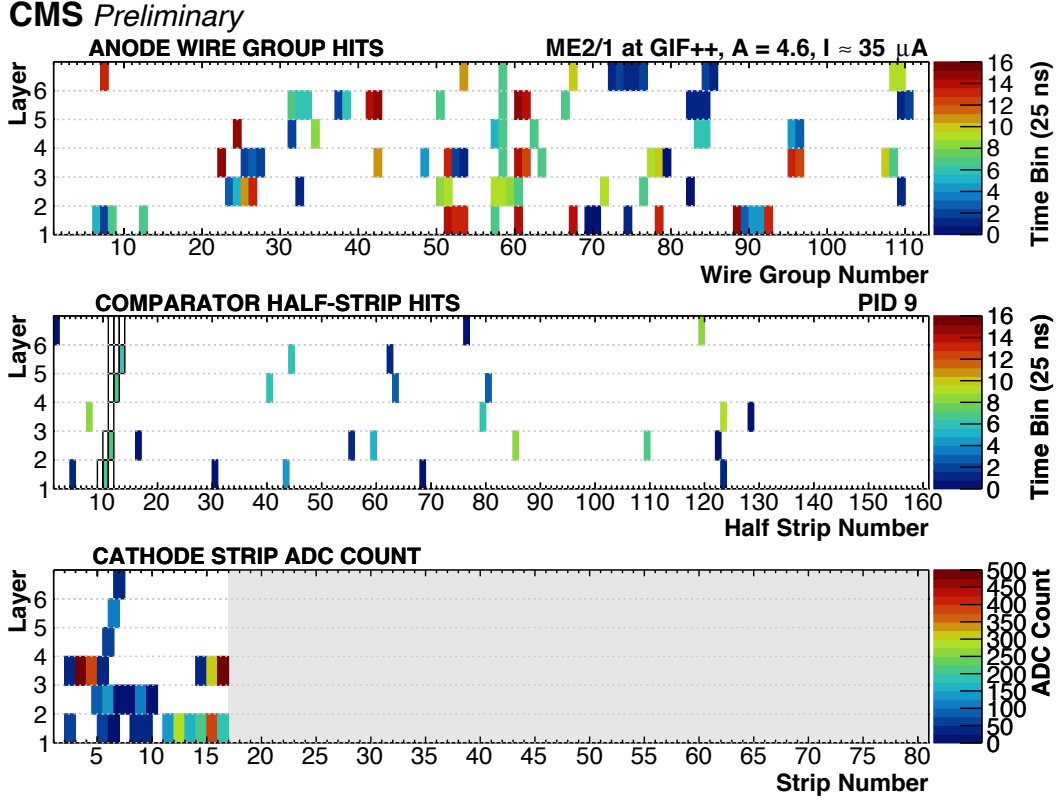 CMS Preliminary
ANODE WIRE GROUP HITS ME2/1 at GIF++, A = 4.6, I ≈ 35 μA
Layer
6
5
4
3
2
1
10 20 30 40 50 60 70 80 90 100 110
Wire Group Number
16
14
12
10
8
6
4
2
0
Time Bin (25 ns)
COMPARATOR HALF-STRIP HITS PID 9
Layer
6
5
4
3
2
1
10 20 30 40 50 60 70 80 90 100 110 120 130 140 150 160
Half Strip Number
16
14
12
10
8
6
4
2
0
Time Bin (25 ns)
CATHODE STRIP ADC COUNT
Layer
6
5
4
3
2
1
5 10 15 20 25 30 35 40 45 50 55 60 65 70 75 80
Strip Number
500
450
400
350
300
250
200
150
100
50
0
ADC Count